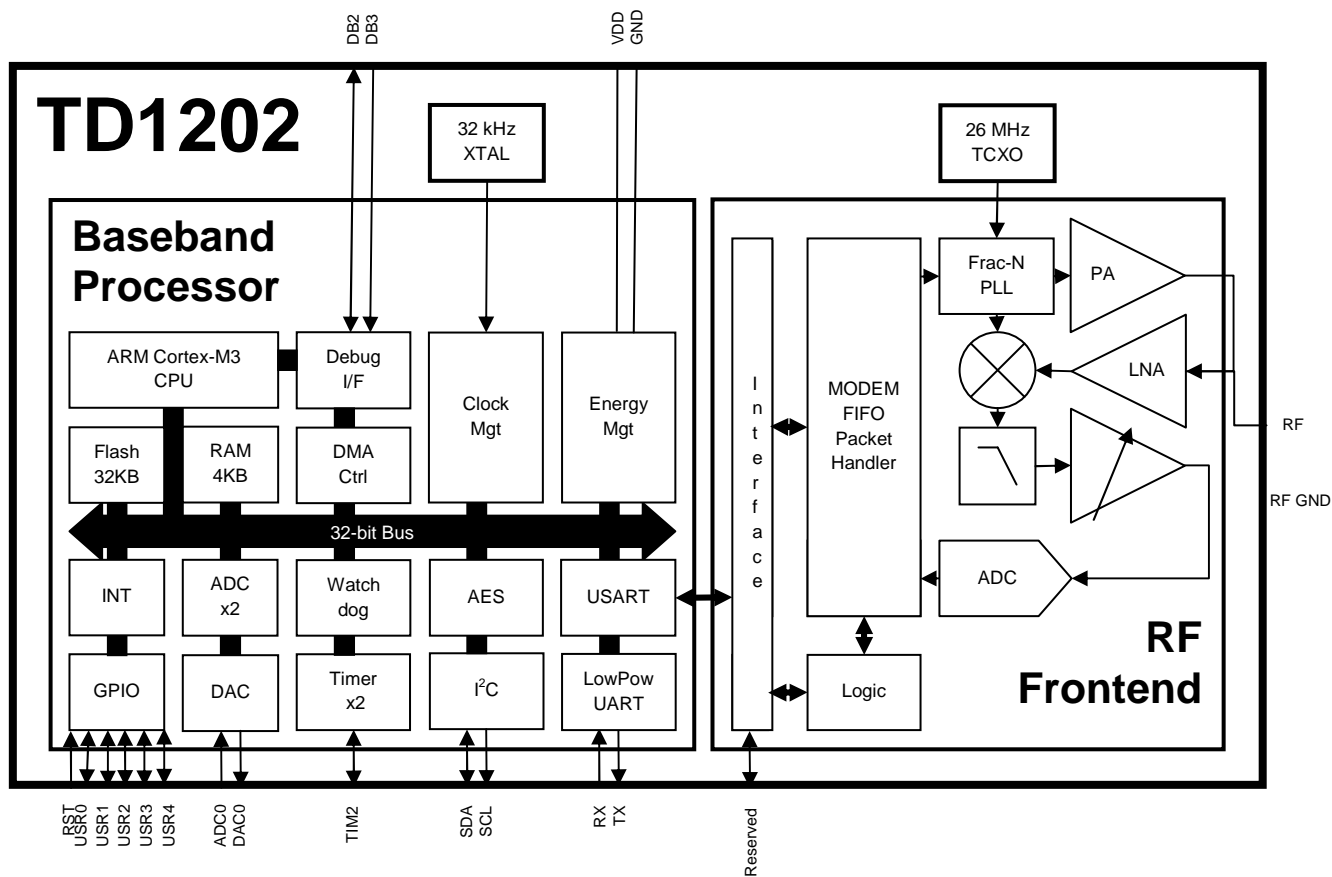 DB2
DB3
VDD
GND
TD1202
32 kHz
XTAL
26 MHz
TCXO
Baseband
Processor
ARM Cortex-M3
CPU
Debug
I/F
Clock
Mgt
Energy
Mgt
Flash
32KB
RAM
4KB
DMA
Ctrl
32-bit Bus
INT
ADC
x2
Watch
dog
AES
USART
GPIO
DAC
Timer
x2
I²C
LowPow
UART
Interface
MODEM
FIFO
Packet
Handler
Frac-N
PLL
PA
LNA
ADC
Logic
RF
Frontend
RF
RF GND
RST
USR0
USR1
USR2
USR3
USR4
ADC0
DAC0
TIM2
SDA
SCL
RX
TX
Reserved